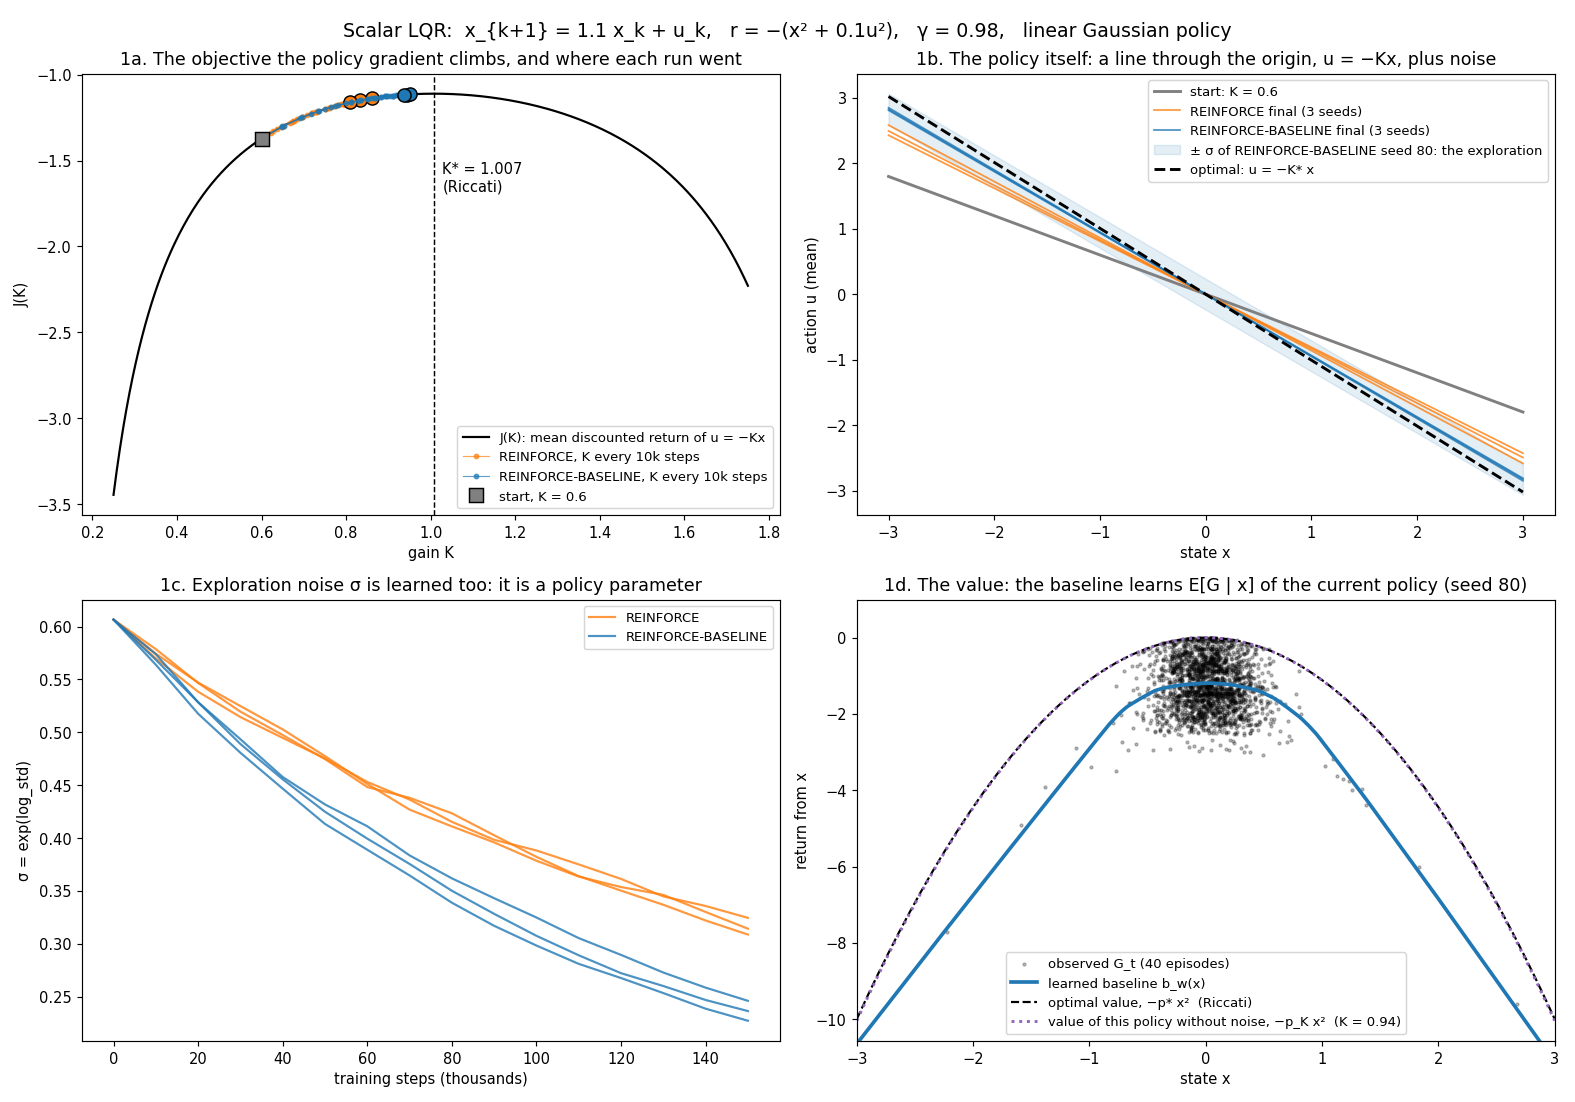 Scalar LQR:  x_{k+1} = 1.1 x_k + u_k,   r = −(x² + 0.1u²),   γ = 0.98,   linear Gaussian policy
1a. The objective the policy gradient climbs, and where each run went
−1.0
−1.5
−2.0
−2.5
−3.0
−3.5
J(K)
K* = 1.007
(Riccati)
J(K): mean discounted return of u = −Kx
REINFORCE, K every 10k steps
REINFORCE-BASELINE, K every 10k steps
start, K = 0.6
0.2 0.4 0.6 0.8 1.0 1.2 1.4 1.6 1.8
gain K
1b. The policy itself: a line through the origin, u = −Kx, plus noise
3
2
1
0
−1
−2
−3
action u (mean)
start: K = 0.6
REINFORCE final (3 seeds)
REINFORCE-BASELINE final (3 seeds)
± σ of REINFORCE-BASELINE seed 80: the exploration
optimal: u = −K* x
−3 −2 −1 0 1 2 3
state x
1c. Exploration noise σ is learned too: it is a policy parameter
0.60
0.55
0.50
0.45
0.40
0.35
0.30
0.25
σ = exp(log_std)
REINFORCE
REINFORCE-BASELINE
0 20 40 60 80 100 120 140
training steps (thousands)
1d. The value: the baseline learns E[G | x] of the current policy (seed 80)
0
−2
−4
−6
−8
−10
return from x
observed G_t (40 episodes)
learned baseline b_w(x)
optimal value, −p* x²  (Riccati)
value of this policy without noise, −p_K x²  (K = 0.94)
−3 −2 −1 0 1 2 3
state x